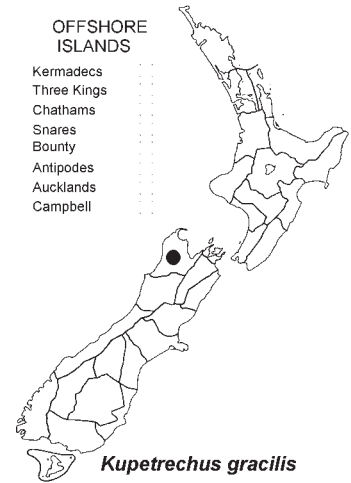 OFFSHORE
ISLANDS
Kermadecs
Three Kings
Chathams
Snares
Bounty
Antipodes
Aucklands
Campbell
Kupetrechus gracilis